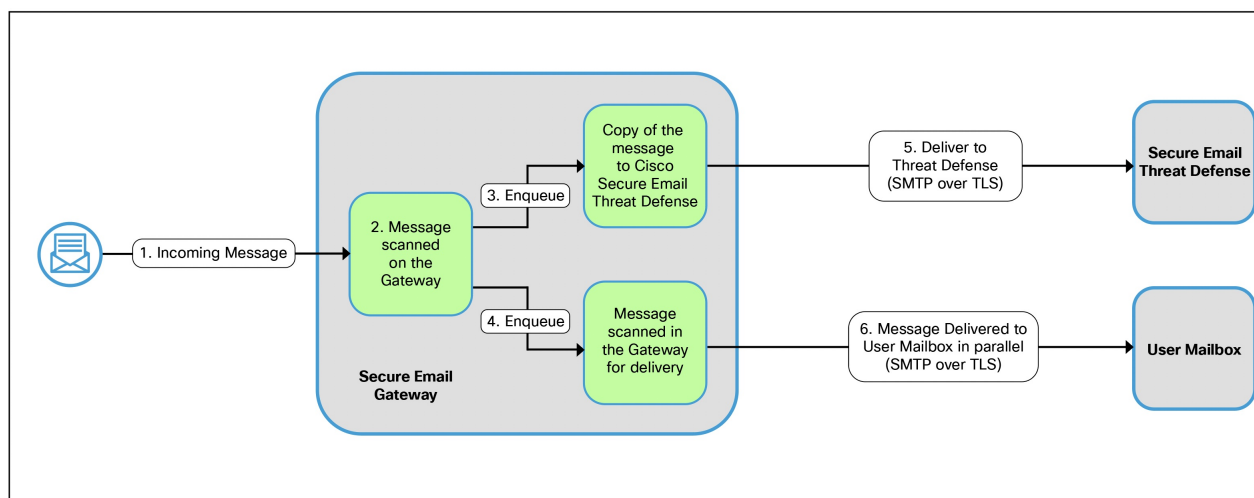 1. Incoming Message
2. Message
scanned
on the
Gateway
3. Enqueue
Copy of the
message
to Cisco
Secure Email
Threat Defense
4. Enqueue
Message
scanned in
the Gateway
for delivery
Secure Email
Gateway
5. Deliver to
Threat Defense
(SMTP over TLS)
Secure Email
Threat Defense
6. Message Delivered to
User Mailbox in parallel
(SMTP over TLS)
User Mailbox